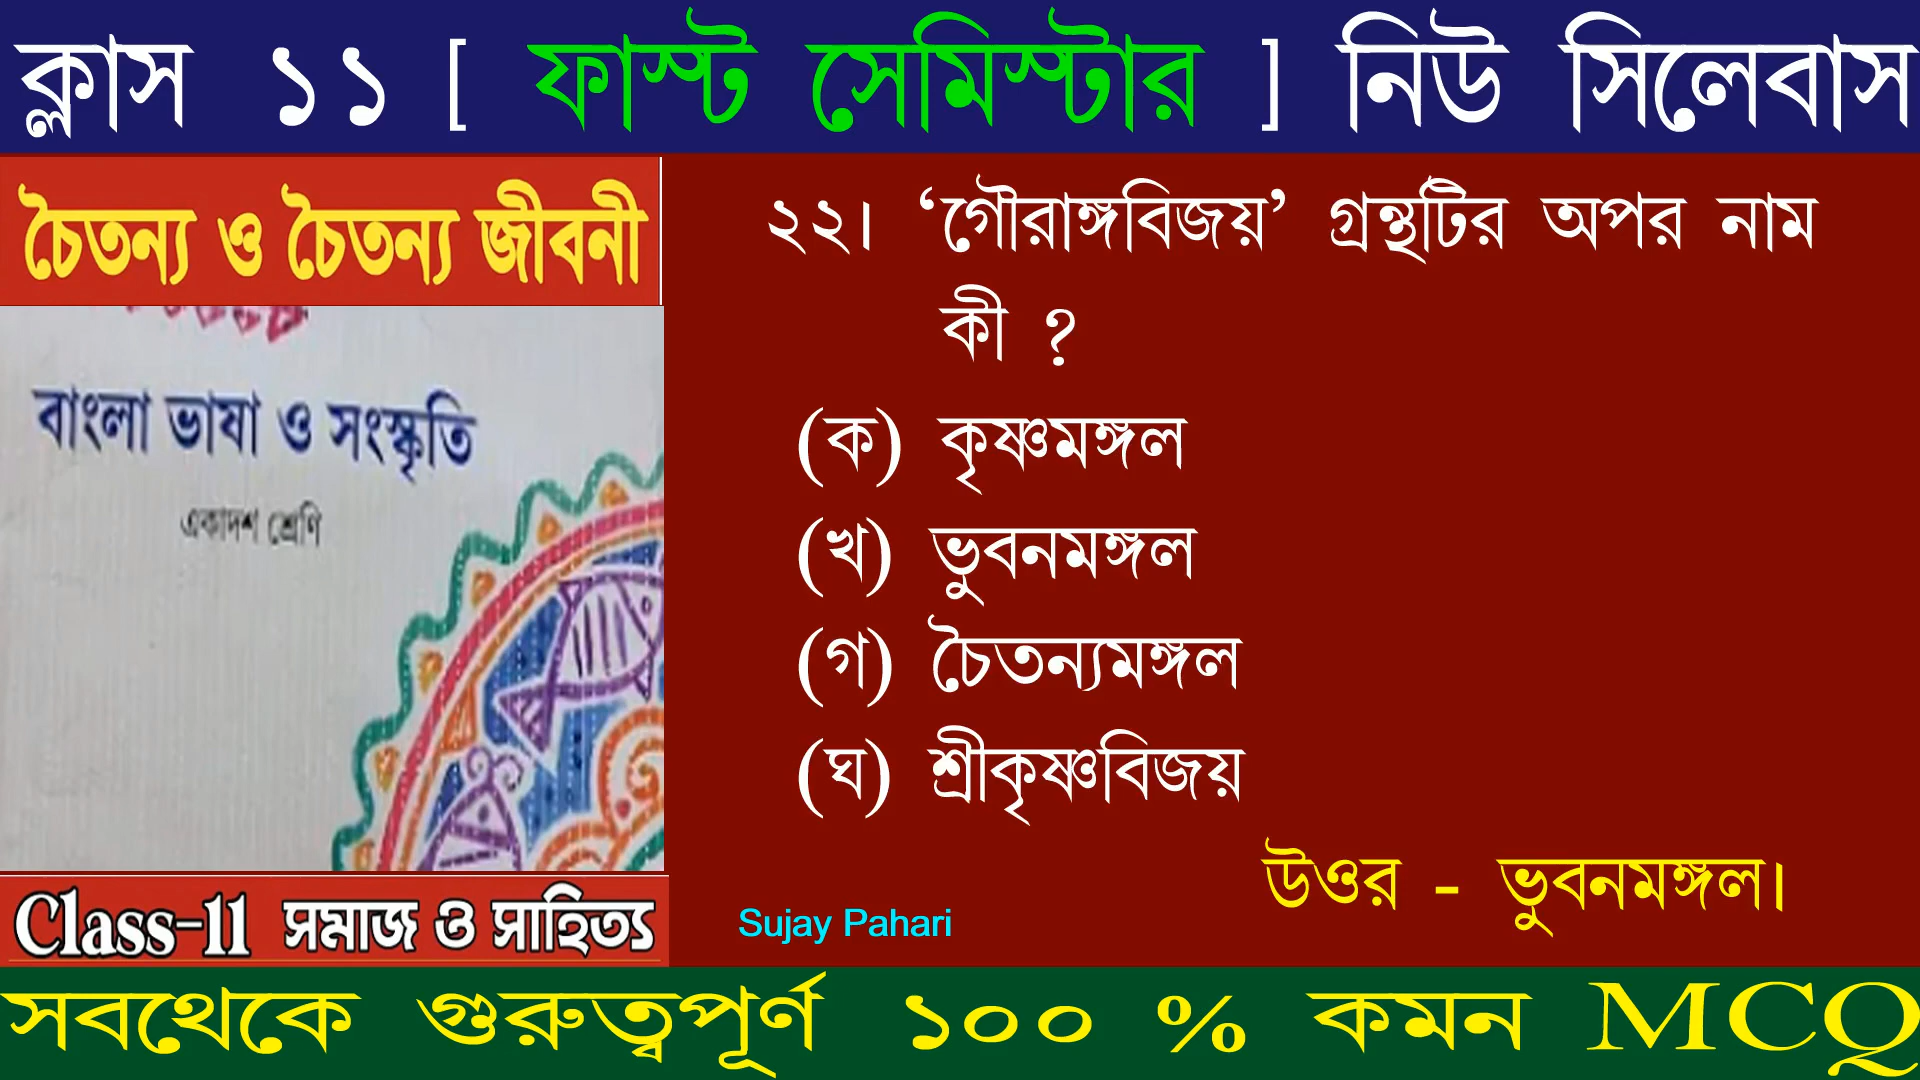 ক্লাস ১১ [ ফাস্ট সেমিস্টার ] নিউ সিলেবাস
চৈতন্য ও চৈতন্য জীবনী
বাংলা ভাষা ও সংস্কৃতি
একাদশ শ্রেণি
Class-11 সমাজ ও সাহিত্য
২২। ‘গৌরাঙ্গবিজয়’ গ্রন্থটির অপর নাম
কী ?
(ক) কৃষ্ণমঙ্গল
(খ) ভুবনমঙ্গল
(গ) চৈতন্যমঙ্গল
(ঘ) শ্রীকৃষ্ণবিজয়
উওর - ভুবনমঙ্গল।
Sujay Pahari
সবথেকে গুরুত্বপূর্ণ ১০০ % কমন MCQ